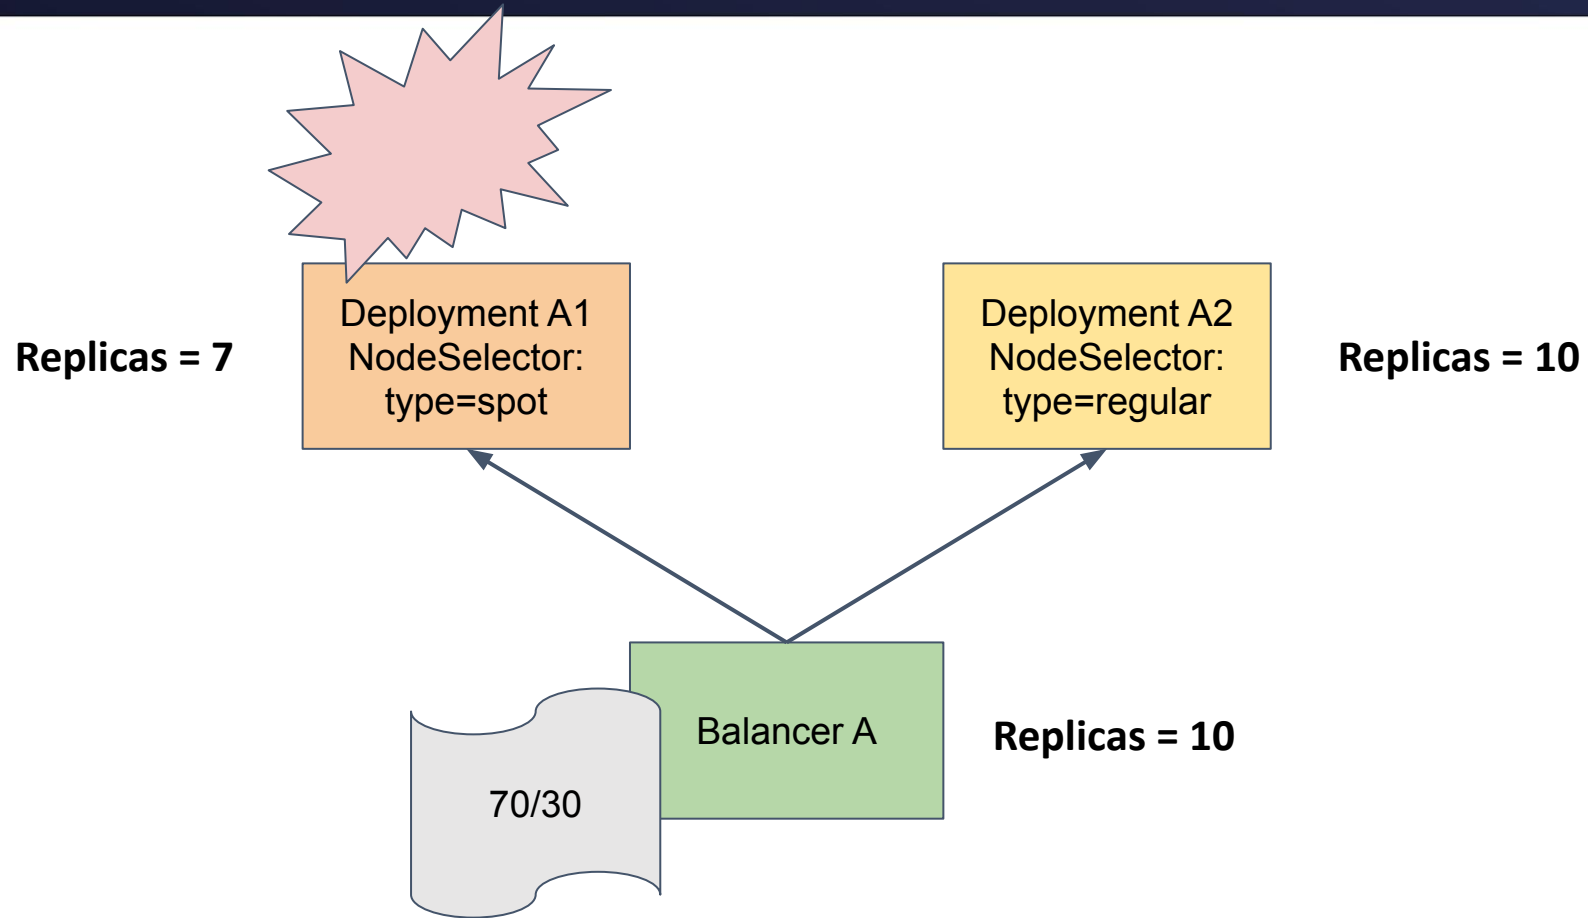 Replicas = 7
Deployment A1
NodeSelector:
type=spot
Deployment A2
NodeSelector:
type=regular
Replicas = 10
Balancer A
Replicas = 10
70/30